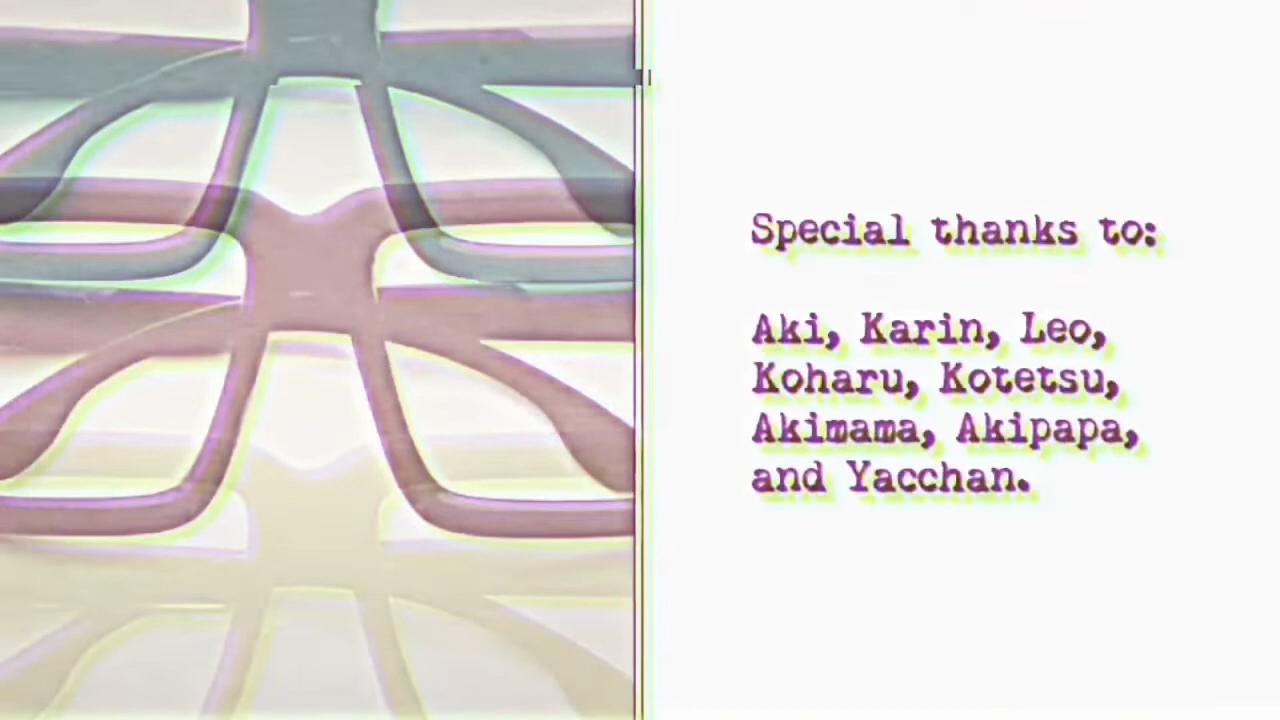 Special thanks to:
Aki, Karin, Leo,
Koharu, Kotetsu,
Akimama, Akipapa,
and Yacchan.